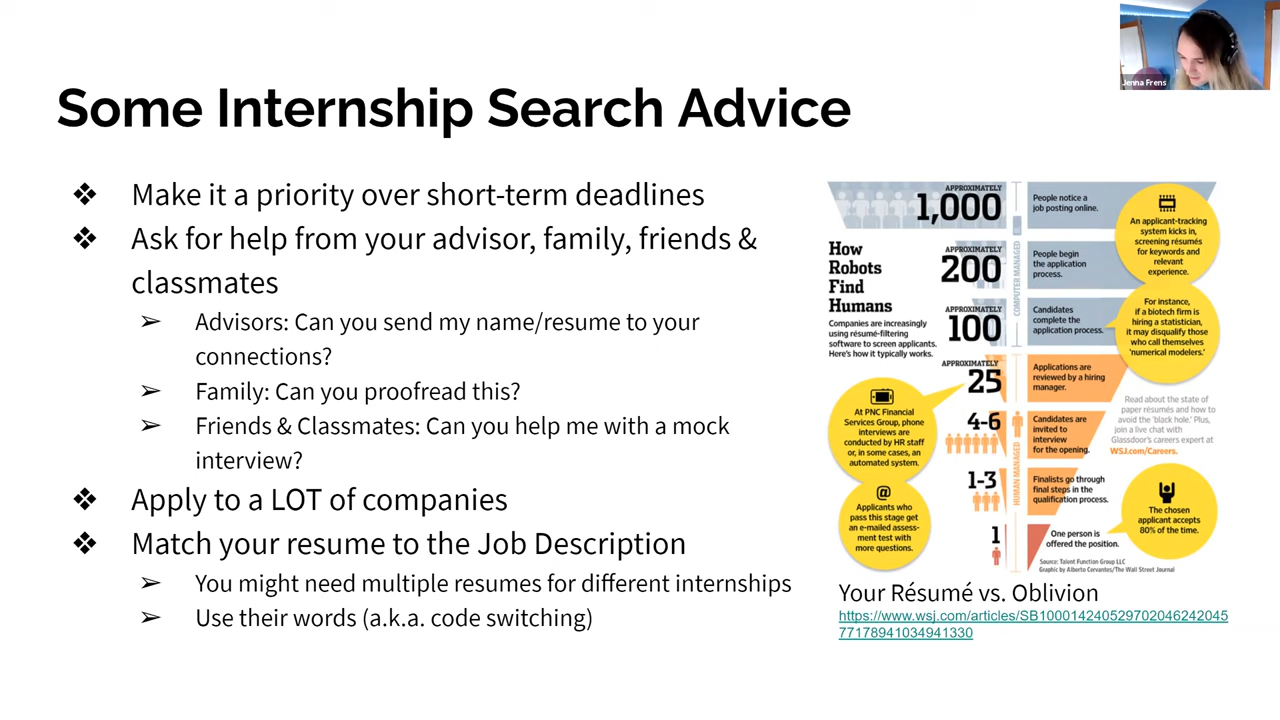 Jenna Frens
Some Internship Search Advice
❖ Make it a priority over short-term deadlines
❖ Ask for help from your advisor, family, friends &
classmates
➢ Advisors: Can you send my name/resume to your
connections?
➢ Family: Can you proofread this?
➢ Friends & Classmates: Can you help me with a mock
interview?
❖ Apply to a LOT of companies
❖ Match your resume to the Job Description
➢ You might need multiple resumes for different internships
➢ Use their words (a.k.a. code switching)
How
Robots
Find
Humans
Companies are increasingly
using résumé-filtering
software to screen applicants.
Here's how it typically works.
APPROXIMATELY
1,000
People notice a
job posting online.
APPROXIMATELY
200
People begin
the application
process.
APPROXIMATELY
100
Candidates
complete the
application process.
APPROXIMATELY
25
Applications are
reviewed by a hiring
manager.
4-6
Candidates are
invited to
interview
for the opening.
1-3
Finalists go through
final steps in the
qualification process.
1
One person is
offered the position.
COMPUTER MANAGED
HUMAN MANAGED
An applicant-tracking
system kicks in,
screening résumés
for keywords and
relevant
experience.
For instance,
if a biotech firm is
hiring a statistician,
it may disqualify those
who call themselves
'numerical modelers.'
At PNC Financial
Services Group, phone
interviews are
conducted by HR staff
or, in some cases, an
automated system.
@
Applicants who
pass this stage get
an e-mailed assess-
ment test with
more questions.
Read about the state of
paper résumés and how to
avoid the 'black hole.' Plus,
join a live chat with
Glassdoor's careers expert at
WSJ.com/Careers.
The chosen
applicant accepts
80% of the time.
Source: Talent Function Group LLC
Graphic by Alberto Cervantes/The Wall Street Journal
Your Résumé vs. Oblivion
https://www.wsj.com/articles/SB100014240529702046242045
77178941034941330